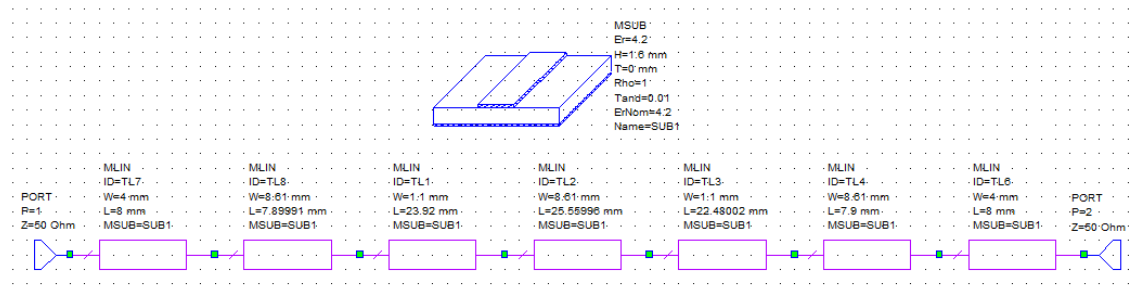 MSUB
Er=4.2
H=1.6 mm
T=0 mm
Rho=1
Tand=0.01
ErNom=4.2
Name=SUB1
PORT
P=1
Z=50 Ohm
MLIN
ID=TL7
W=4 mm
L=8 mm
MSUB=SUB1
MLIN
ID=TL8
W=8.61 mm
L=7.89991 mm
MSUB=SUB1
MLIN
ID=TL1
W=1.1 mm
L=23.92 mm
MSUB=SUB1
MLIN
ID=TL2
W=8.61 mm
L=25.55996 mm
MSUB=SUB1
MLIN
ID=TL3
W=1.1 mm
L=22.48002 mm
MSUB=SUB1
MLIN
ID=TL4
W=8.61 mm
L=7.9 mm
MSUB=SUB1
MLIN
ID=TL6
W=4 mm
L=8 mm
MSUB=SUB1
PORT
P=2
Z=50 Ohm